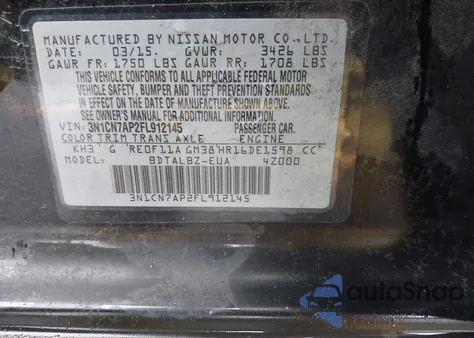 MANUFACTURED BY NISSAN MOTOR CO., LTD.
DATE: 03/15. GVWR: 3426 LBS
GAWR FR: 1750 LBS GAWR RR: 1708 LBS
THIS VEHICLE CONFORMS TO ALL APPLICABLE FEDERAL MOTOR
VEHICLE SAFETY, BUMPER AND THEFT PREVENTION STANDARDS
IN EFFECT ON THE DATE OF MANUFACTURE SHOWN ABOVE.
SEE OWNER'S MANUAL FOR ADDITIONAL INFORMATION.
VIN: 3N1CN7AP2FL912145 PASSENGER CAR.
COLOR TRIM TRANS AXLE ENGINE
KH3 G RE0F11A GM38 HR16DE1598 CC
MODEL: BDTALBZ-EUA 4Z000
3N1CN7AP2FL912145
autoShop